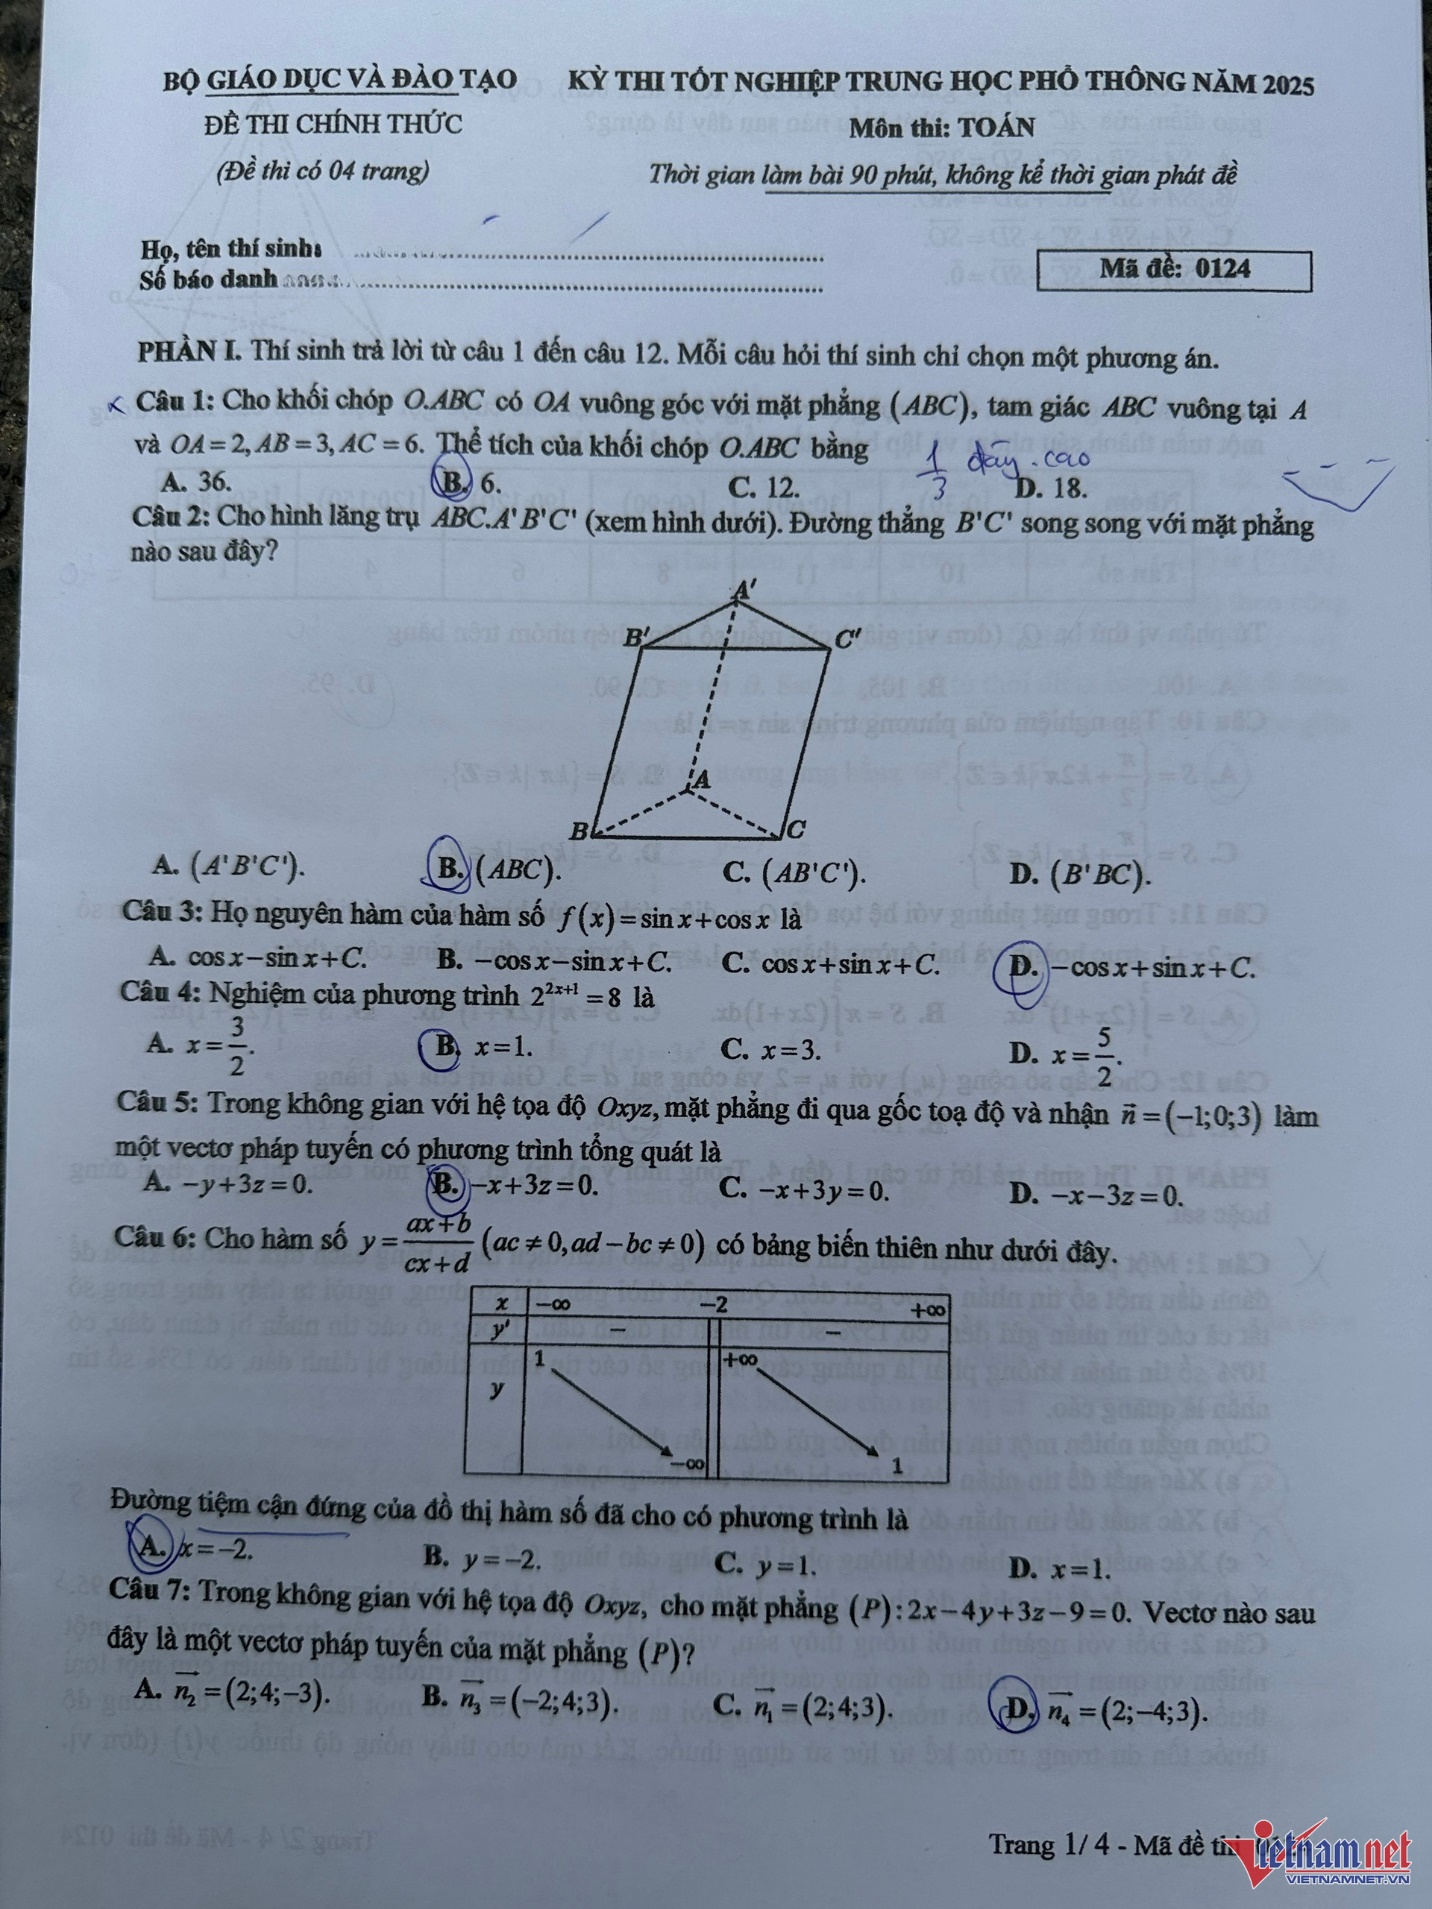 BỘ GIÁO DỤC VÀ ĐÀO TẠO KỲ THI TỐT NGHIỆP TRUNG HỌC PHỔ THÔNG NĂM 2025
ĐỀ THI CHÍNH THỨC Môn thi: TOÁN
(Đề thi có 04 trang) Thời gian làm bài 90 phút, không kể thời gian phát đề
Họ, tên thí sinh:
Số báo danh
Mã đề: 0124
PHẦN I. Thí sinh trả lời từ câu 1 đến câu 12. Mỗi câu hỏi thí sinh chỉ chọn một phương án.
Câu 1: Cho khối chóp O.ABC có OA vuông góc với mặt phẳng (ABC), tam giác ABC vuông tại A
và OA = 2, AB = 3, AC = 6. Thể tích của khối chóp O.ABC bằng
1/3 đáy . cao
A. 36. B. 6. C. 12. D. 18.
Câu 2: Cho hình lăng trụ ABC.A'B'C' (xem hình dưới). Đường thẳng B'C' song song với mặt phẳng
nào sau đây?
A'
B' C'
A
B C
A. (A'B'C'). B. (ABC). C. (AB'C'). D. (B'BC).
Câu 3: Họ nguyên hàm của hàm số f(x) = sin x + cos x là
A. cos x − sin x + C. B. −cos x − sin x + C. C. cos x + sin x + C. D. −cos x + sin x + C.
Câu 4: Nghiệm của phương trình 2^{2x+1} = 8 là
A. x = 3/2. B. x = 1. C. x = 3. D. x = 5/2.
Câu 5: Trong không gian với hệ tọa độ Oxyz, mặt phẳng đi qua gốc toạ độ và nhận n⃗ = (−1;0;3) làm
một vectơ pháp tuyến có phương trình tổng quát là
A. −y + 3z = 0. B. −x + 3z = 0. C. −x + 3y = 0. D. −x − 3z = 0.
Câu 6: Cho hàm số y = (ax + b)/(cx + d) (ac ≠ 0, ad − bc ≠ 0) có bảng biến thiên như dưới đây.
x −∞ −2 +∞
y' − −
y 1 −∞ +∞ 1
Đường tiệm cận đứng của đồ thị hàm số đã cho có phương trình là
A. x = −2. B. y = −2. C. y = 1. D. x = 1.
Câu 7: Trong không gian với hệ tọa độ Oxyz, cho mặt phẳng (P): 2x − 4y + 3z − 9 = 0. Vectơ nào sau
đây là một vectơ pháp tuyến của mặt phẳng (P)?
A. n₂⃗ = (2;4;−3). B. n₃⃗ = (−2;4;3). C. n₁⃗ = (2;4;3). D. n₄⃗ = (2;−4;3).
Trang 1/ 4 - Mã đề thi
Vietnamnet
VIETNAMNET.VN